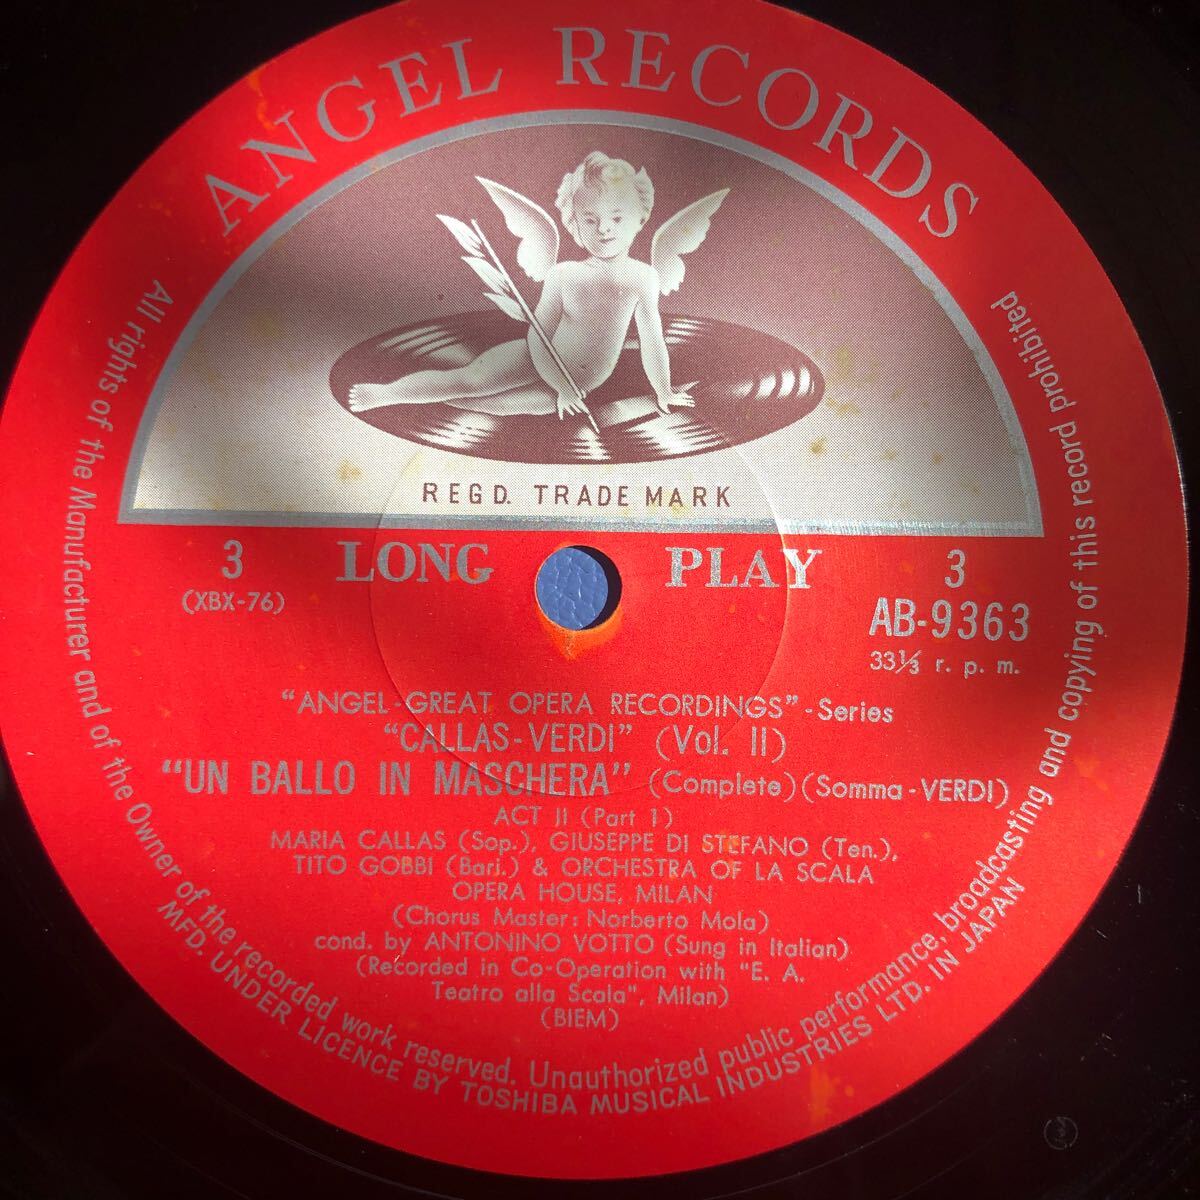 ANGEL RECORDS
REGD. TRADE MARK
3 LONG PLAY 3
(XBX-76) AB-9363
33⅓ r. p. m.
"ANGEL-GREAT OPERA RECORDINGS"-Series
"CALLAS-VERDI" (Vol. II)
"UN BALLO IN MASCHERA" (Complete) (Somma-VERDI)
ACT II (Part 1)
MARIA CALLAS (Sop.), GIUSEPPE DI STEFANO (Ten.),
TITO GOBBI (Bari.) & ORCHESTRA OF LA SCALA
OPERA HOUSE, MILAN
(Chorus Master: Norberto Mola)
cond. by ANTONINO VOTTO (Sung in Italian)
(Recorded in Co-Operation with "E. A.
Teatro alla Scala", Milan)
(BIEM)
All rights of the Manufacturer and of the Owner of the recorded work reserved. Unauthorized public performance, broadcasting and copying of this record prohibited
MFD. UNDER LICENCE BY TOSHIBA MUSICAL INDUSTRIES LTD. IN JAPAN